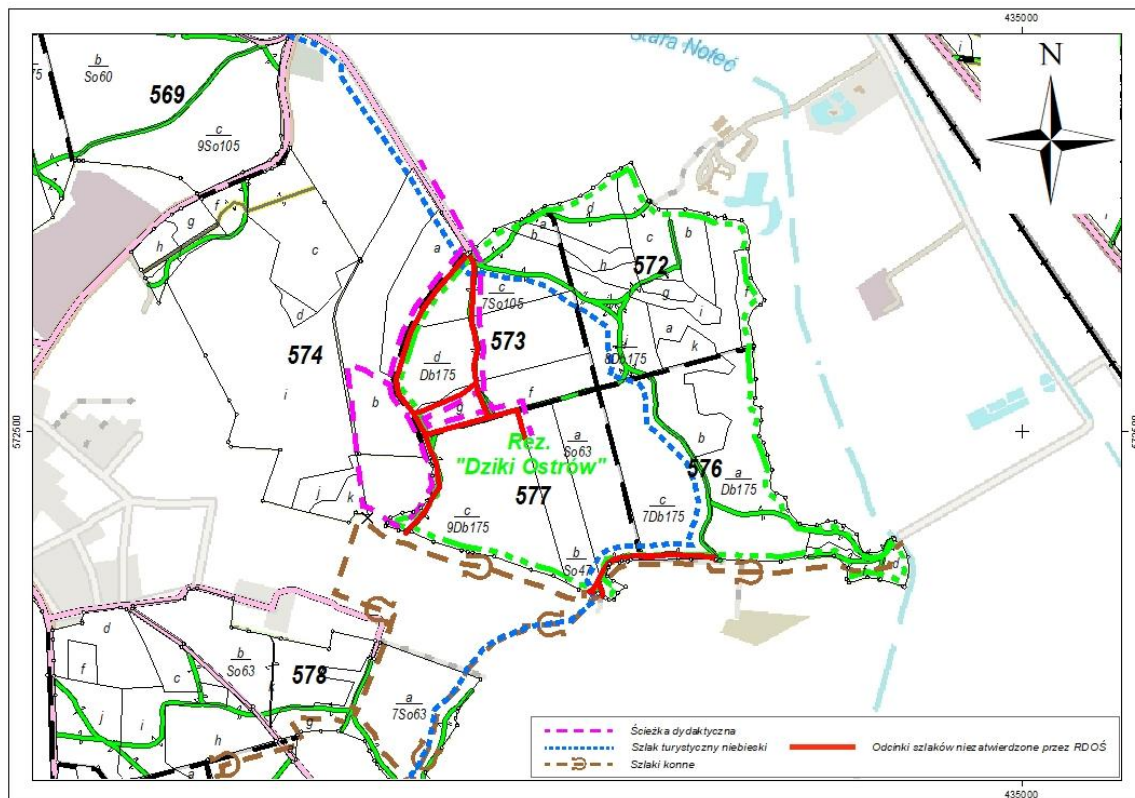 435000
Stara Noteć
N
b
So60
75
569
c
9So105
i
f
g
h
c
a
d
a
b
c
b
572
h
g
i
f
c
7So105
573
574
d
Db175
j
8Db175
a
k
d
i
b
g
f
572500
572500
Rez.
"Dziki Ostrów"
a
So63
b
576
a
Db175
577
j
k
c
9Db175
c
7Db175
b
So47
d
f
d
b
So63
f
c
578
j
i
g
a
7So63
h
a
Ścieżka dydaktyczna
Szlak turystyczny niebieski
Odcinki szlaków niezatwierdzone przez RDOŚ
Szlaki konne
435000